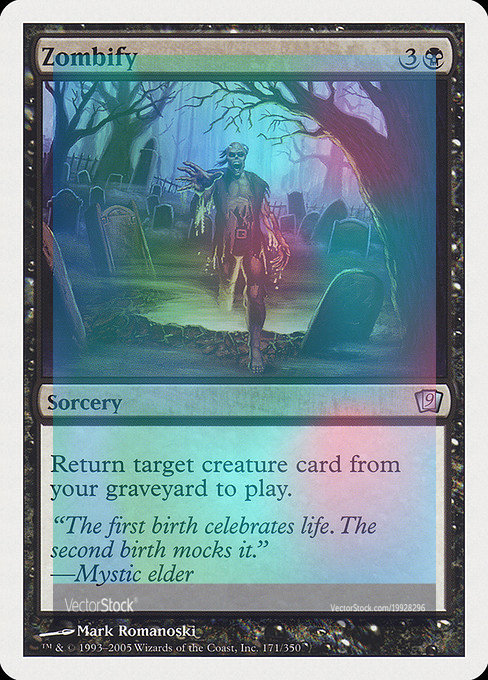 Zombify 3
Sorcery 9
Return target creature card from
your graveyard to play.
“The first birth celebrates life. The
second birth mocks it.”
—Mystic elder
VectorStock® VectorStock.com/19928296
Mark Romanoski
™ & © 1993–2005 Wizards of the Coast, Inc. 171/350